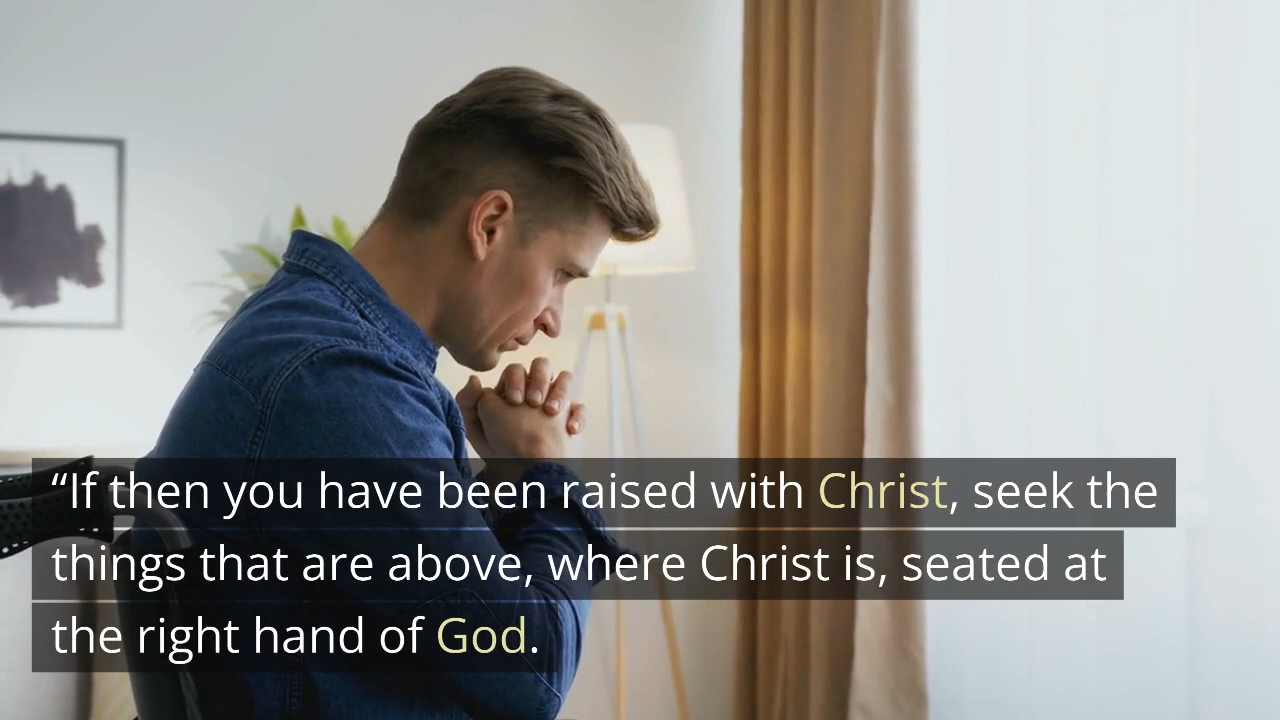 “If then you have been raised with Christ, seek the
things that are above, where Christ is, seated at
the right hand of God.